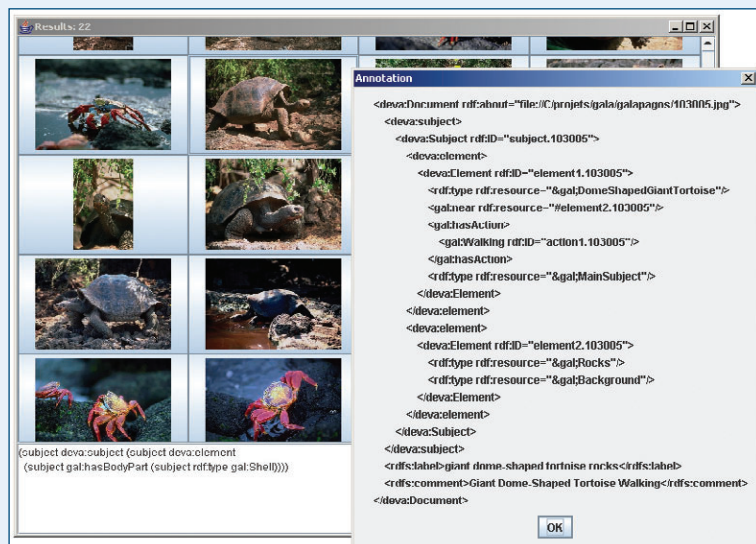 Results: 22
Annotation
<deva:Document rdf:about="file://C/projets/gala/galapagos/103005.jpg">
<deva:subject>
<deva:Subject rdf:ID="subject.103005">
<deva:element>
<deva:Element rdf:ID="element1.103005">
<rdf:type rdf:resource="&gal;DomeShapedGiantTortoise"/>
<gal:near rdf:resource="#element2.103005"/>
<gal:hasAction>
<gal:Walking rdf:ID="action1.103005"/>
</gal:hasAction>
<rdf:type rdf:resource="&gal;MainSubject"/>
</deva:Element>
</deva:element>
<deva:element>
<deva:Element rdf:ID="element2.103005">
<rdf:type rdf:resource="&gal;Rocks"/>
<rdf:type rdf:resource="&gal;Background"/>
</deva:Element>
</deva:element>
</deva:Subject>
</deva:subject>
<rdfs:label>giant dome-shaped tortoise rocks</rdfs:label>
<rdfs:comment>Giant Dome-Shaped Tortoise Walking</rdfs:comment>
</deva:Document>
OK
(subject deva:subject (subject deva:element
(subject gal:hasBodyPart (subject rdf:type gal:Shell))))